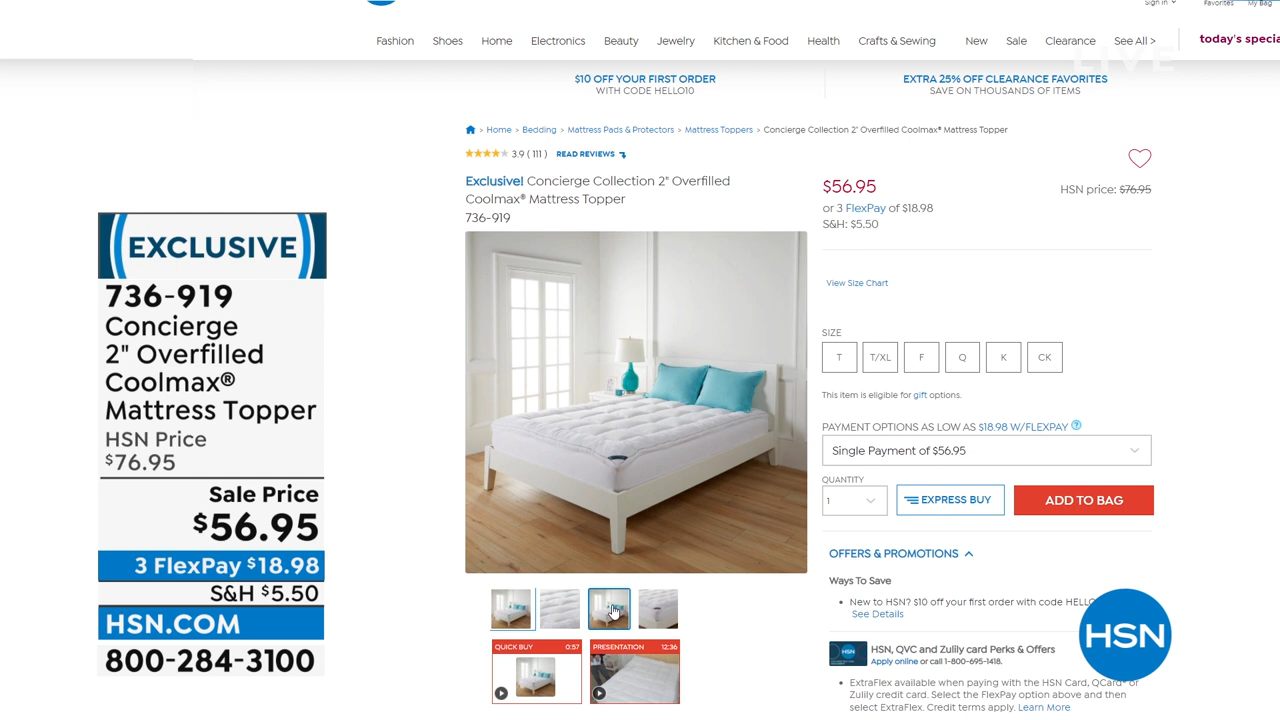 Sign In
Favorites
My Bag
Fashion
Shoes
Home
Electronics
Beauty
Jewelry
Kitchen & Food
Health
Crafts & Sewing
New
Sale
Clearance
See All >
today's specia
LIVE
$10 OFF YOUR FIRST ORDER
WITH CODE HELLO10
EXTRA 25% OFF CLEARANCE FAVORITES
SAVE ON THOUSANDS OF ITEMS
> Home > Bedding > Mattress Pads & Protectors > Mattress Toppers > Concierge Collection 2" Overfilled Coolmax® Mattress Topper
3.9 ( 111 ) READ REVIEWS
Exclusive! Concierge Collection 2" Overfilled
Coolmax® Mattress Topper
736-919
$56.95
HSN price: $76.95
or 3 FlexPay of $18.98
S&H: $5.50
View Size Chart
SIZE
T
T/XL
F
Q
K
CK
This item is eligible for gift options.
PAYMENT OPTIONS AS LOW AS $18.98 W/FLEXPAY ?
Single Payment of $56.95
QUANTITY
1
EXPRESS BUY
ADD TO BAG
OFFERS & PROMOTIONS
Ways To Save
• New to HSN? $10 off your first order with code HELLO
See Details
HSN, QVC and Zulily card Perks & Offers
Apply online or call 1-800-695-1418.
• ExtraFlex available when paying with the HSN Card, QCard® or
Zulily credit card. Select the FlexPay option above and then
select ExtraFlex. Credit terms apply. Learn More
QUICK BUY 0:57
PRESENTATION 12:36
EXCLUSIVE
736-919
Concierge
2" Overfilled
Coolmax®
Mattress Topper
HSN Price
$76.95
Sale Price
$56.95
3 FlexPay $18.98
S&H $5.50
HSN.COM
800-284-3100
HSN